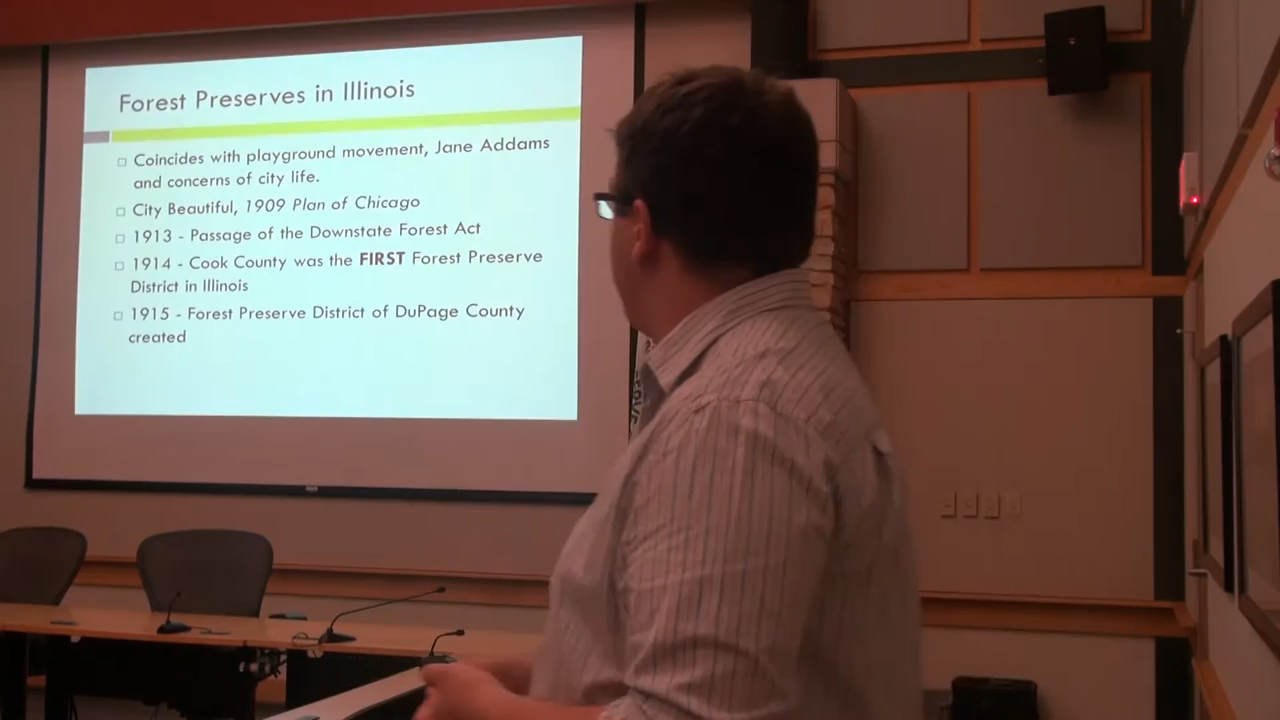 Forest Preserves in Illinois
Coincides with playground movement, Jane Addams
and concerns of city life.
City Beautiful, 1909 Plan of Chicago
1913 - Passage of the Downstate Forest Act
1914 - Cook County was the FIRST Forest Preserve
District in Illinois
1915 - Forest Preserve District of DuPage County
created